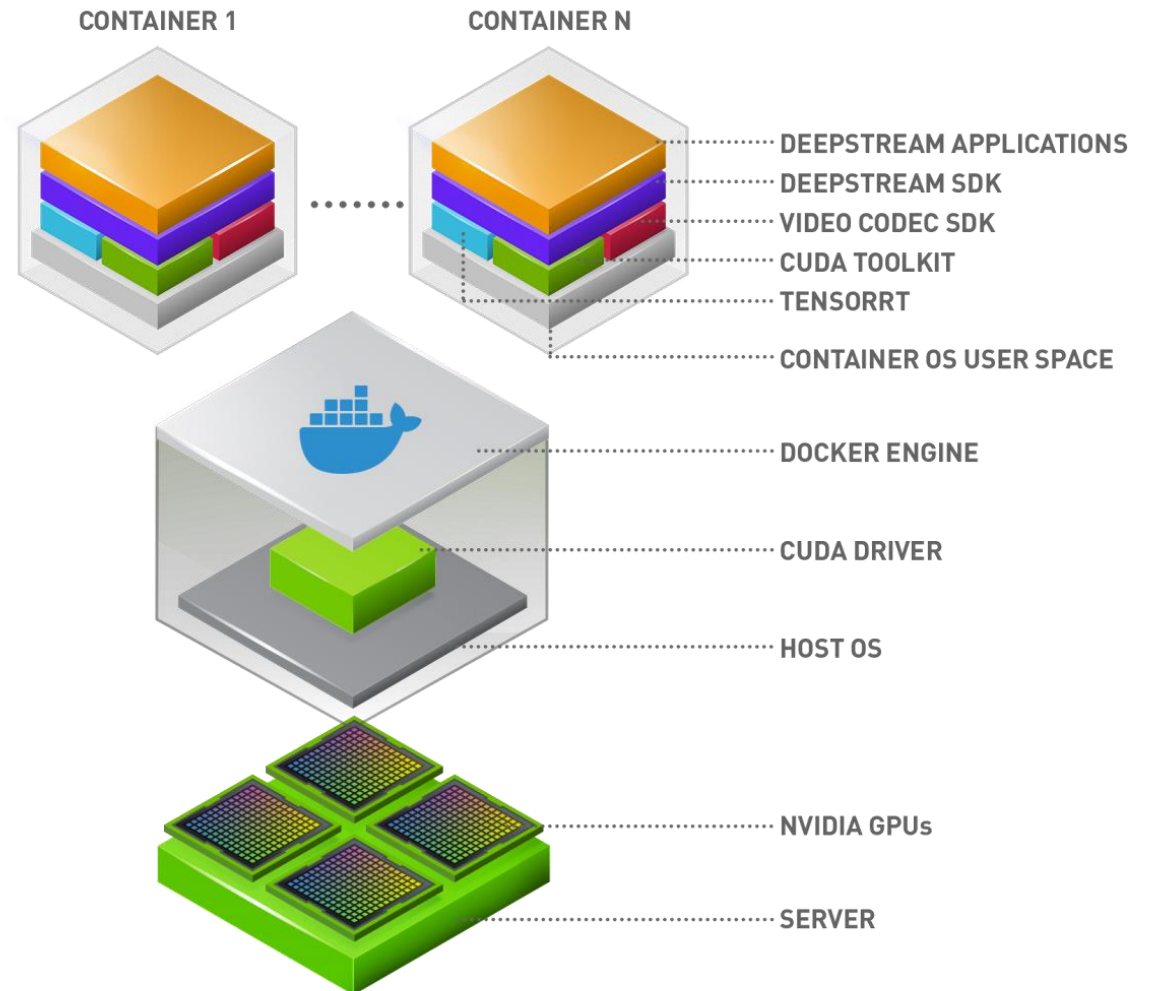 CONTAINER 1
CONTAINER N
DEEPSTREAM APPLICATIONS
DEEPSTREAM SDK
VIDEO CODEC SDK
CUDA TOOLKIT
TENSORRT
CONTAINER OS USER SPACE
DOCKER ENGINE
CUDA DRIVER
HOST OS
NVIDIA GPUs
SERVER